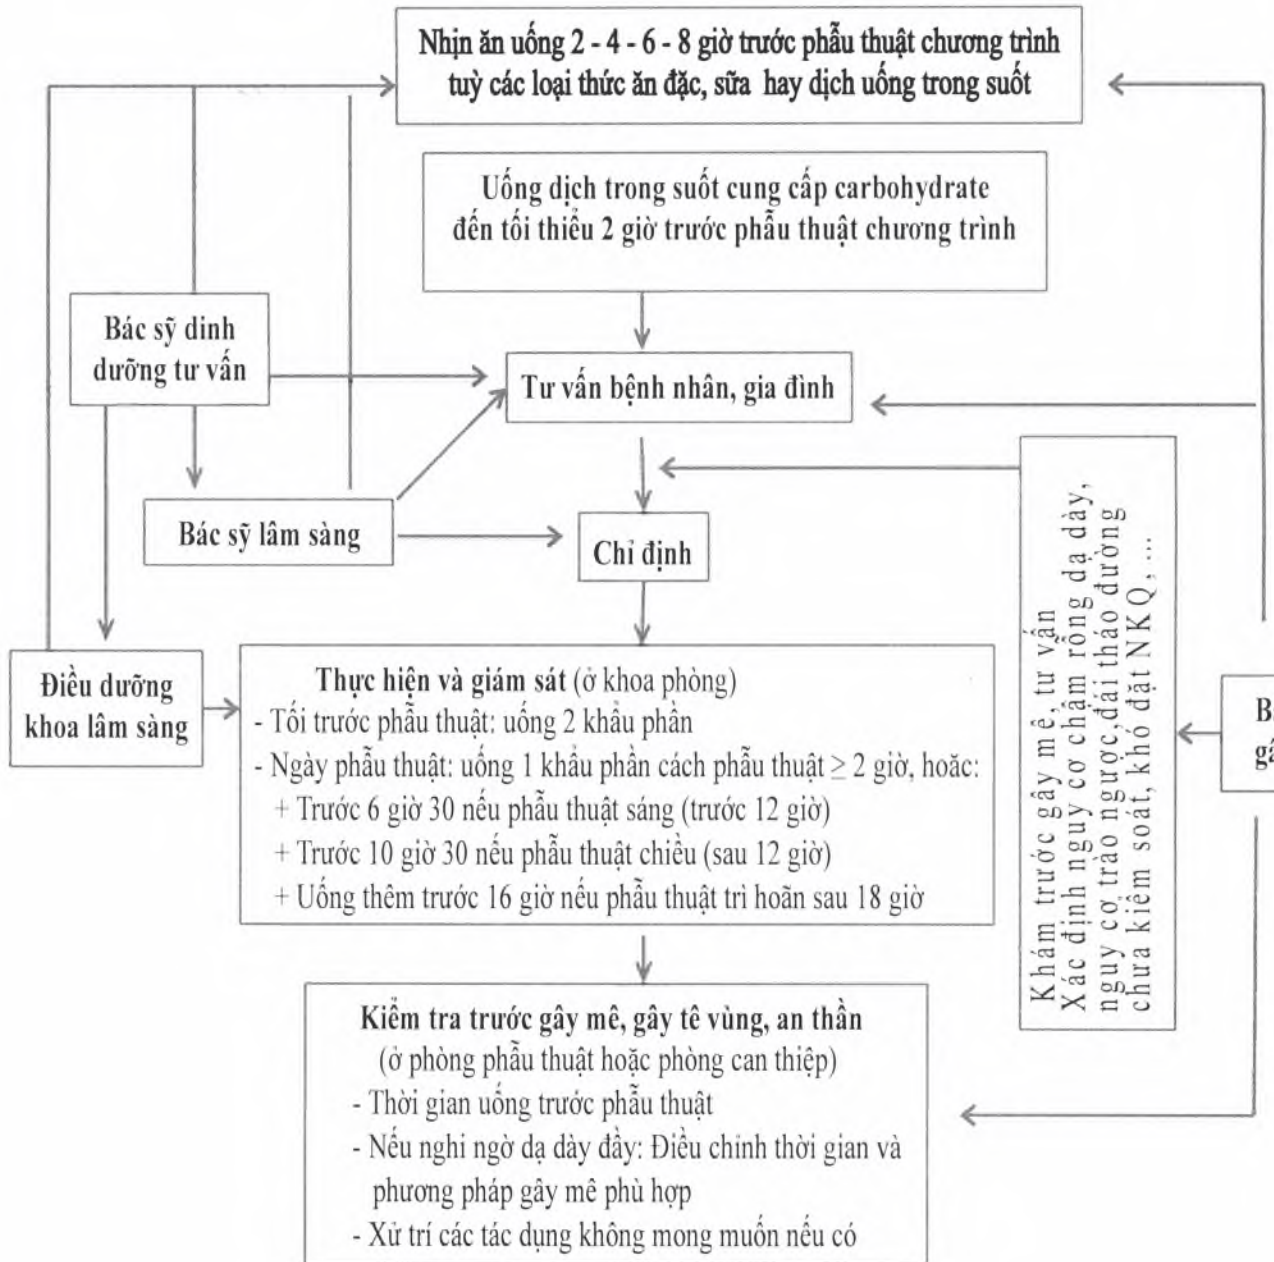 Nhịn ăn uống 2 - 4 - 6 - 8 giờ trước phẫu thuật chương trình
tuỳ các loại thức ăn đặc, sữa hay dịch uống trong suốt
Uống dịch trong suốt cung cấp carbohydrate
đến tối thiểu 2 giờ trước phẫu thuật chương trình
Bác sỹ dinh
dưỡng tư vấn
Tư vấn bệnh nhân, gia đình
Bác sỹ lâm sàng
Chỉ định
Khám trước gây mê, tư vấn
Xác định nguy cơ chậm rỗng dạ dày,
nguy cơ trào ngược,đái tháo đường
chưa kiểm soát, khó đặt NKQ, ...
Điều dưỡng
khoa lâm sàng
Thực hiện và giám sát (ở khoa phòng)
- Tối trước phẫu thuật: uống 2 khẩu phần
- Ngày phẫu thuật: uống 1 khẩu phần cách phẫu thuật ≥ 2 giờ, hoặc:
+ Trước 6 giờ 30 nếu phẫu thuật sáng (trước 12 giờ)
+ Trước 10 giờ 30 nếu phẫu thuật chiều (sau 12 giờ)
+ Uống thêm trước 16 giờ nếu phẫu thuật trì hoãn sau 18 giờ
Kiểm tra trước gây mê, gây tê vùng, an thần
(ở phòng phẫu thuật hoặc phòng can thiệp)
- Thời gian uống trước phẫu thuật
- Nếu nghi ngờ dạ dày đầy: Điều chỉnh thời gian và
phương pháp gây mê phù hợp
- Xử trí các tác dụng không mong muốn nếu có